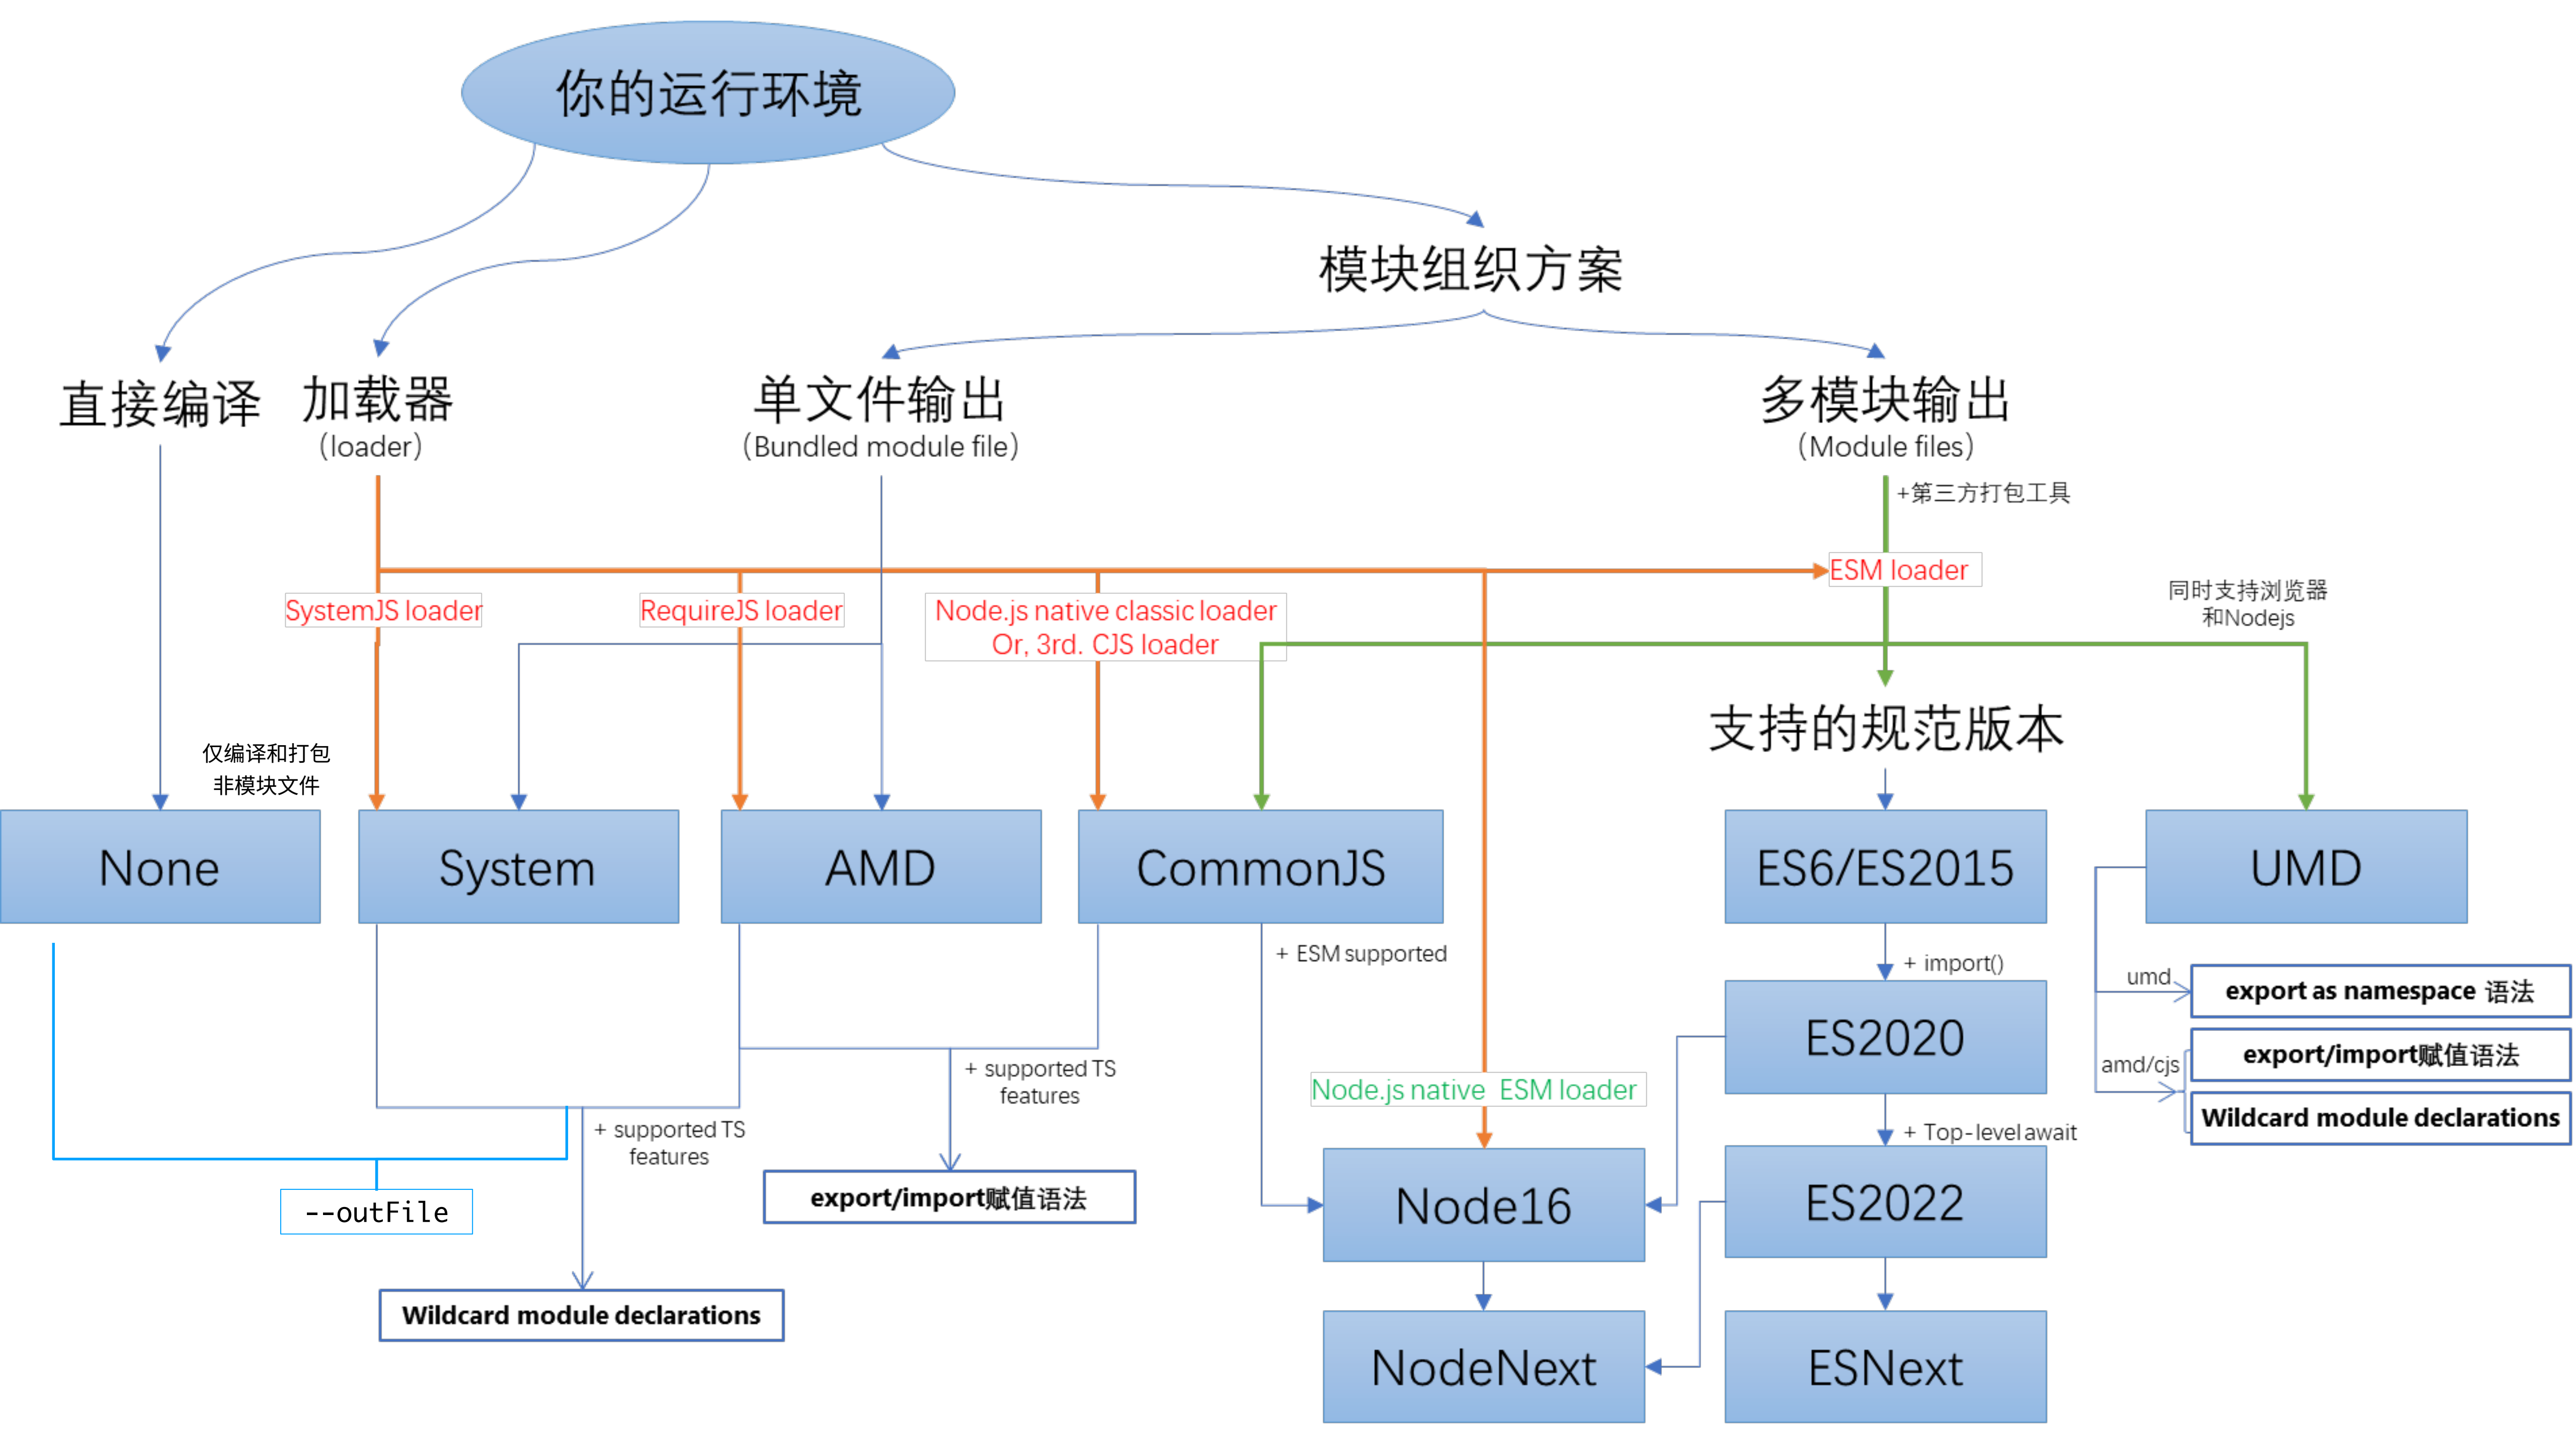 你的运行环境
模块组织方案
直接编译
加载器
（loader）
单文件输出
（Bundled module file）
多模块输出
（Module files）
+第三方打包工具
ESM loader
SystemJS loader
RequireJS loader
Node.js native classic loader
Or, 3rd. CJS loader
同时支持浏览器
和Nodejs
支持的规范版本
仅编译和打包
非模块文件
None
System
AMD
CommonJS
ES6/ES2015
UMD
+ ESM supported
+ import()
umd
export as namespace 语法
ES2020
export/import赋值语法
amd/cjs
Wildcard module declarations
+ supported TS
features
Node.js native ESM loader
+ Top-level await
+ supported TS
features
export/import赋值语法
--outFile
Node16
ES2022
Wildcard module declarations
NodeNext
ESNext